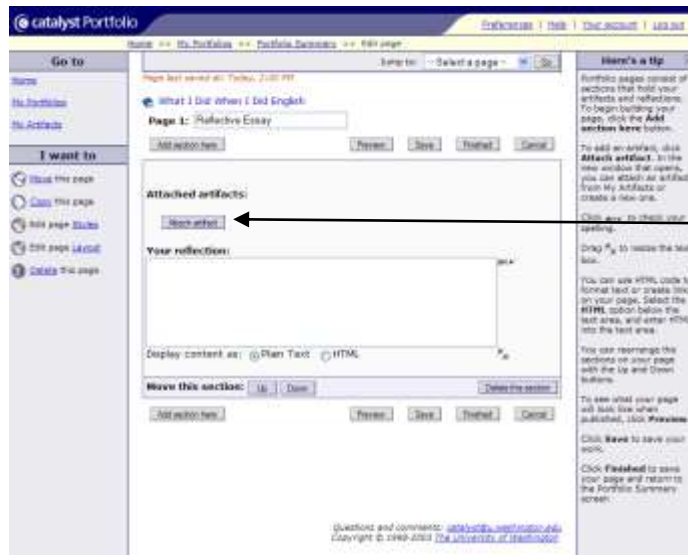 catalyst Portfolio
Preferences | Help | Your account | Log out
Home >> My Portfolios >> Portfolio Summary >> Edit page
Go to
Home
My Portfolios
My Artifacts
I want to
Move this page
Copy this page
Edit page Styles
Edit page Layout
Delete this page
Jump to: - Select a page - Go
Page last saved at: Today, 2:00 PM
What I Did When I Did English
Page 1: Reflective Essay
Add section here Preview Save Finished Cancel
Attached artifacts:
Attach artifact
Your reflection:
Display content as: Plain Text HTML
Move this section: Up Down Delete this section
Add section here Preview Save Finished Cancel
Questions and comments: catalyst@u.washington.edu
Copyright © 1998-2003 The University of Washington
Here's a tip
Portfolio pages consist of
sections that hold your
artifacts and reflections.
To begin building your
page, click the Add
section here button.
To add an artifact, click
Attach artifact. In the
new window that opens,
you can attach an artifact
from My Artifacts or
create a new one.
Click to check your
spelling.
Drag to resize the text
box.
You can use HTML code to
format text or create links
on your page. Select the
HTML option below the
text area, and enter HTML
into the text area.
You can rearrange the
sections on your page
with the Up and Down
buttons.
To see what your page
will look like when
published, click Preview.
Click Save to save your
work.
Click Finished to save
your page and return to
the Portfolio Summary
screen.